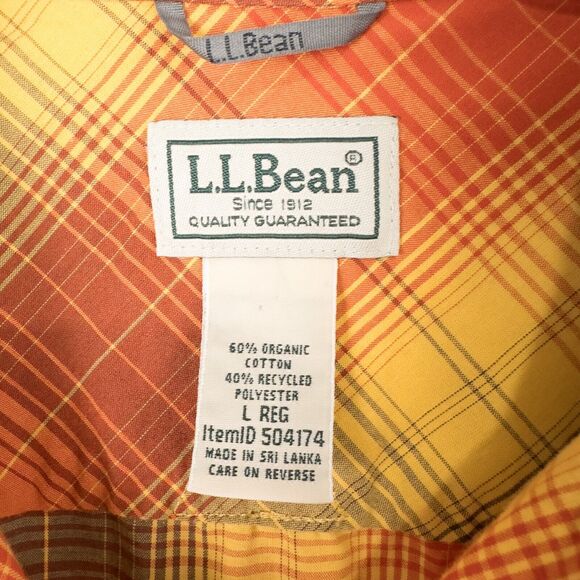 L.L.Bean
L.L.Bean®
Since 1912
QUALITY GUARANTEED
60% ORGANIC
COTTON
40% RECYCLED
POLYESTER
L REG
ItemID 504174
MADE IN SRI LANKA
CARE ON REVERSE